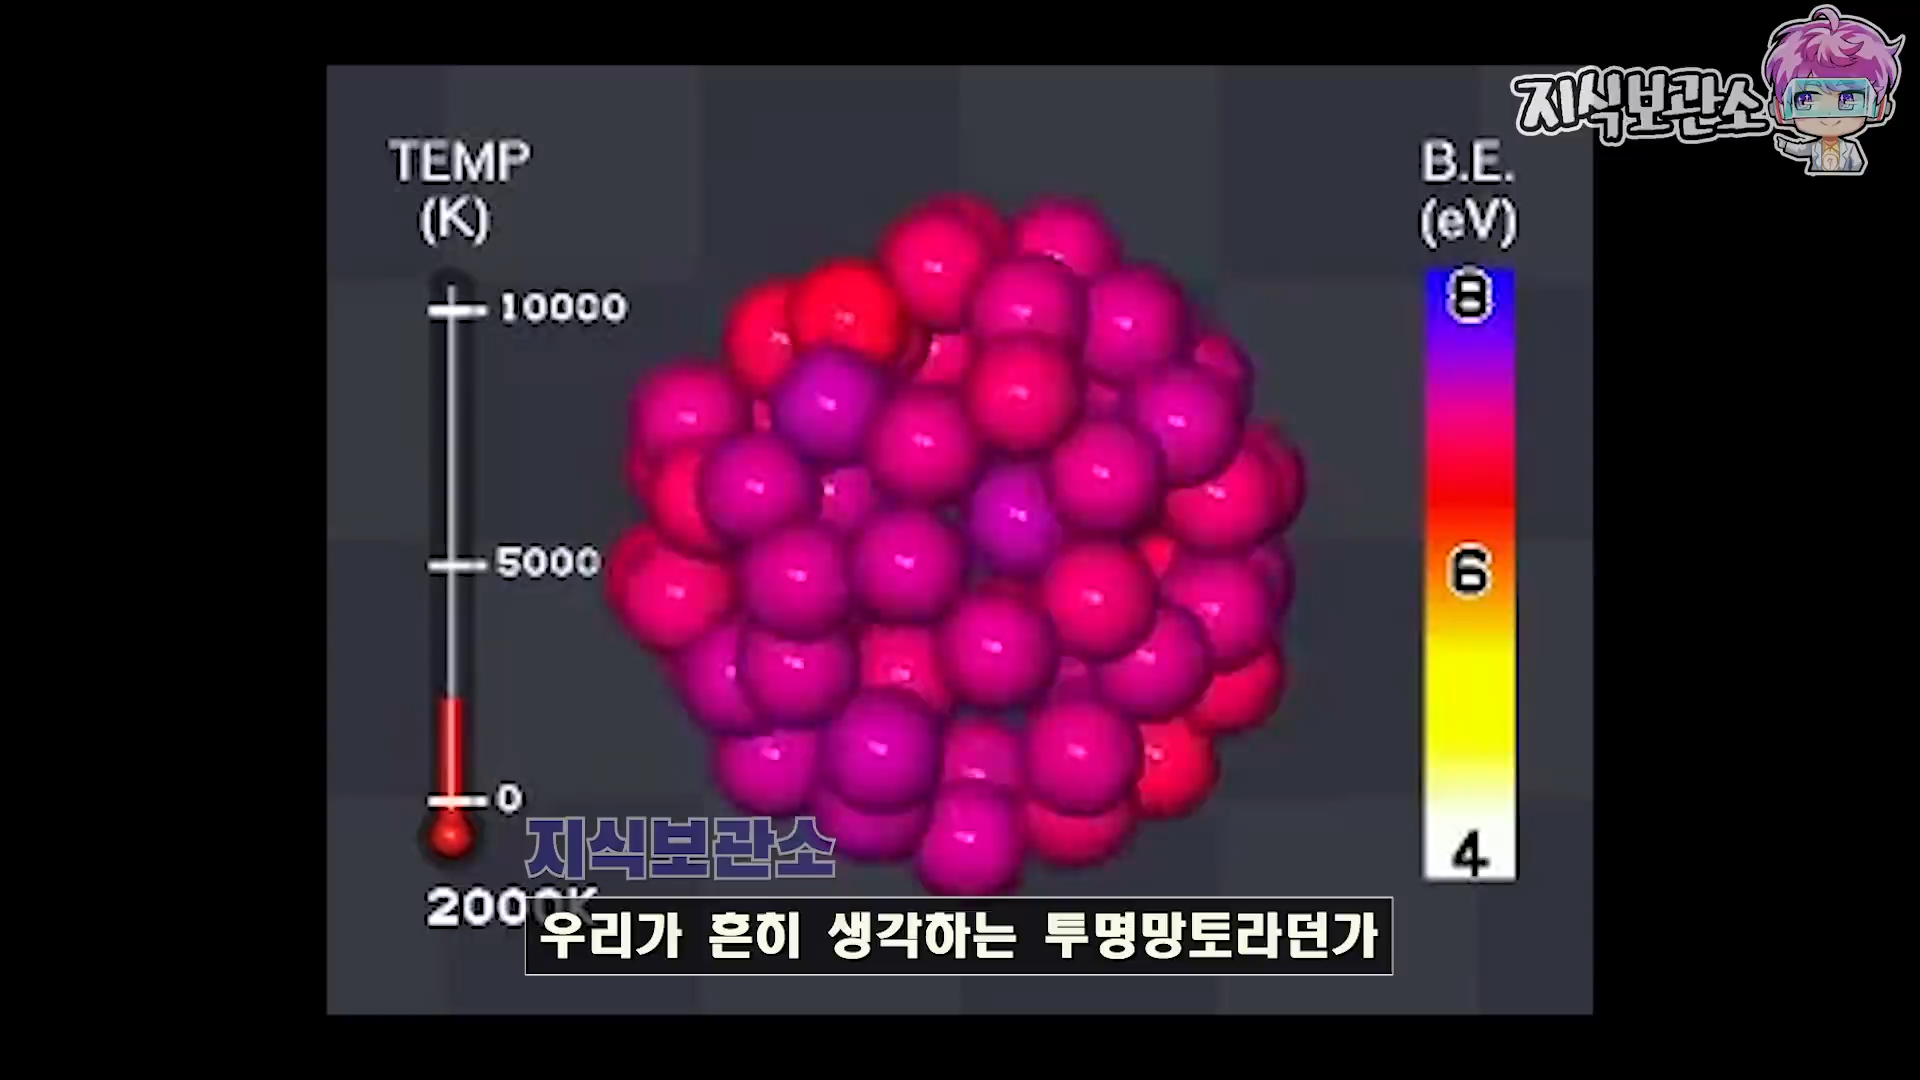 지식보관소
TEMP
(K)
10000
5000
0
2000K
B.E.
(eV)
8
6
4
지식보관소
우리가 흔히 생각하는 투명망토라던가